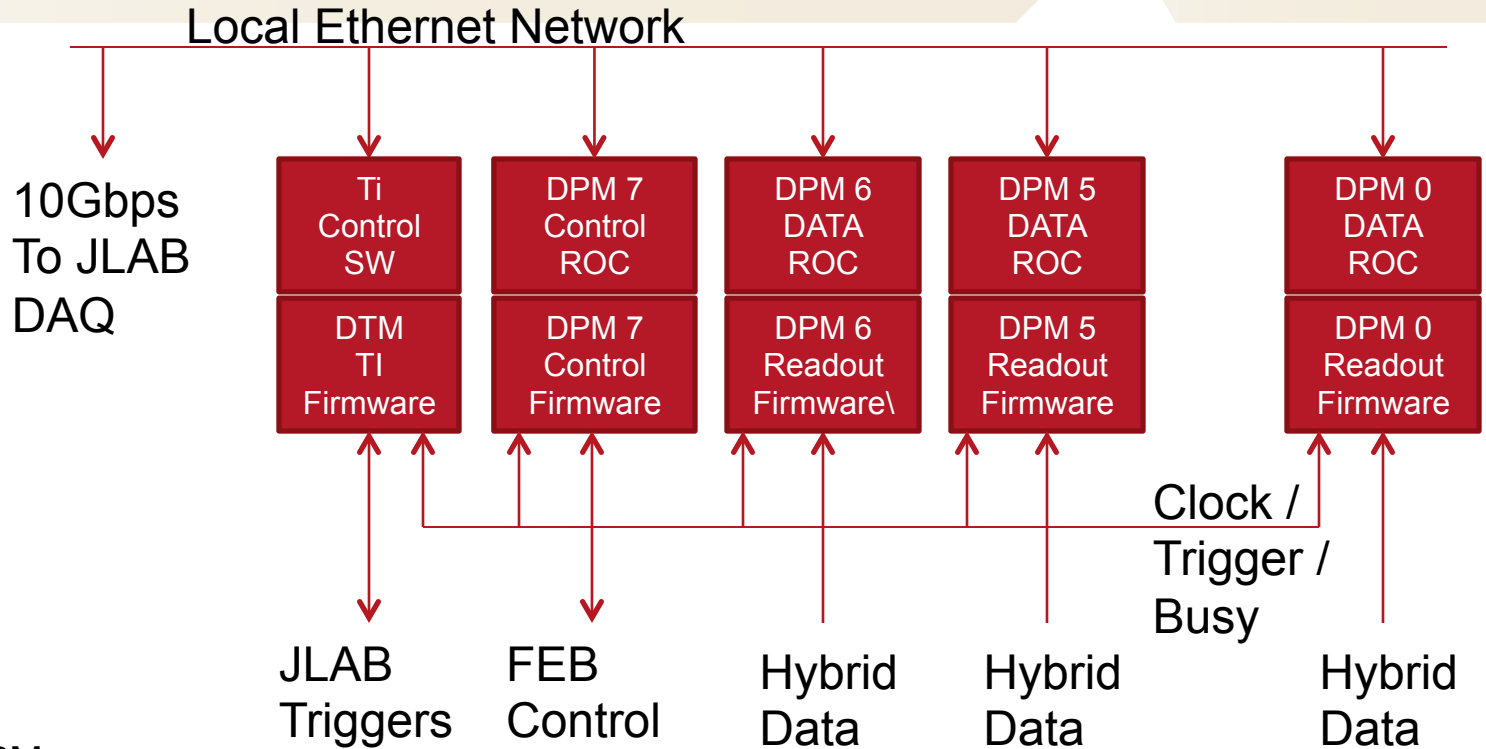 Local Ethernet Network
10Gbps
To JLAB
DAQ
Ti
Control
SW
DTM
TI
Firmware
DPM 7
Control
ROC
DPM 7
Control
Firmware
DPM 6
DATA
ROC
DPM 6
Readout
Firmware\
DPM 5
DATA
ROC
DPM 5
Readout
Firmware
DPM 0
DATA
ROC
DPM 0
Readout
Firmware
Clock /
Trigger /
Busy
JLAB
Triggers
FEB
Control
Hybrid
Data
Hybrid
Data
Hybrid
Data